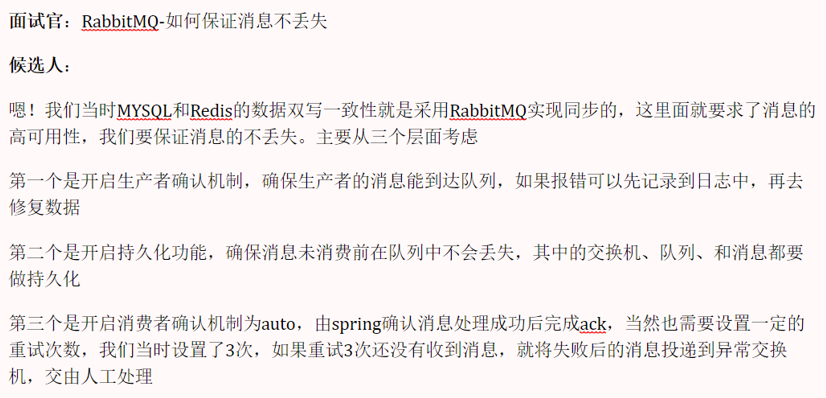 面试官：RabbitMQ-如何保证消息不丢失
候选人：
嗯！我们当时MYSQL和Redis的数据双写一致性就是采用RabbitMQ实现同步的，这里面就要求了消息的
高可用性，我们要保证消息的不丢失。主要从三个层面考虑
第一个是开启生产者确认机制，确保生产者的消息能到达队列，如果报错可以先记录到日志中，再去
修复数据
第二个是开启持久化功能，确保消息未消费前在队列中不会丢失，其中的交换机、队列、和消息都要
做持久化
第三个是开启消费者确认机制为auto，由spring确认消息处理成功后完成ack，当然也需要设置一定的
重试次数，我们当时设置了3次，如果重试3次还没有收到消息，就将失败后的消息投递到异常交换
机，交由人工处理